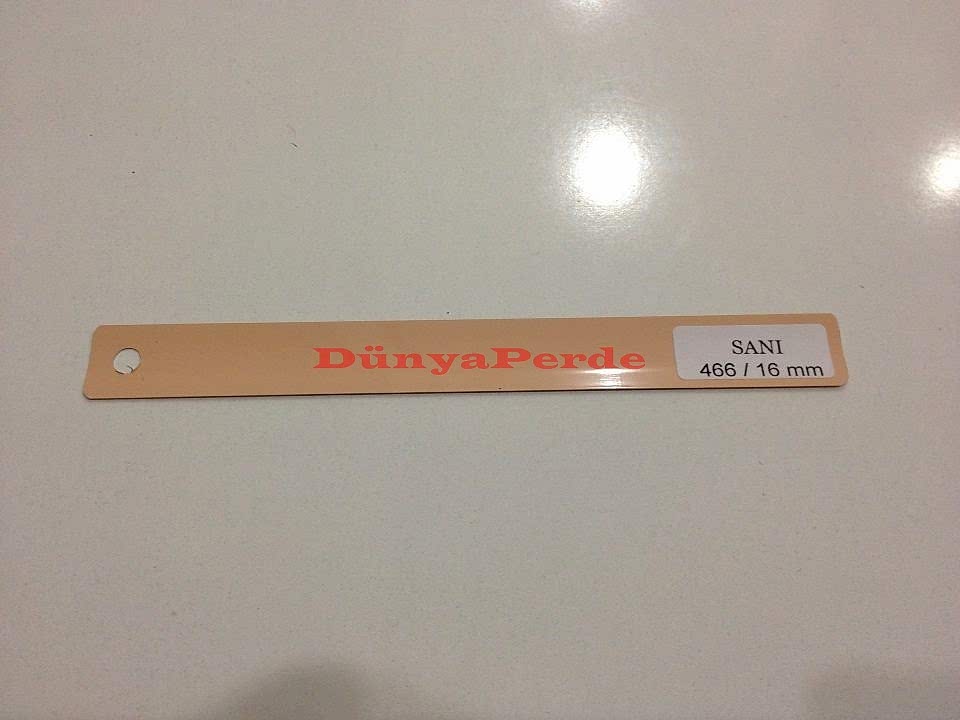 DünyaPerde
SANI
466 / 16 mm